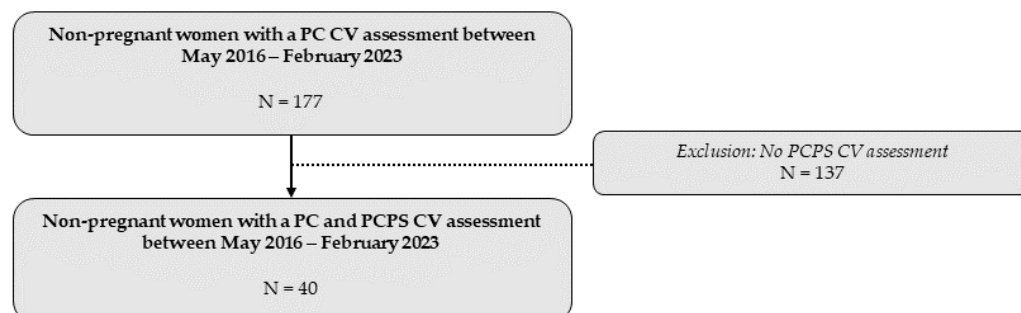 Non-pregnant women with a PC CV assessment between
May 2016 – February 2023
N = 177
Exclusion: No PCPS CV assessment
N = 137
Non-pregnant women with a PC and PCPS CV assessment
between May 2016 – February 2023
N = 40